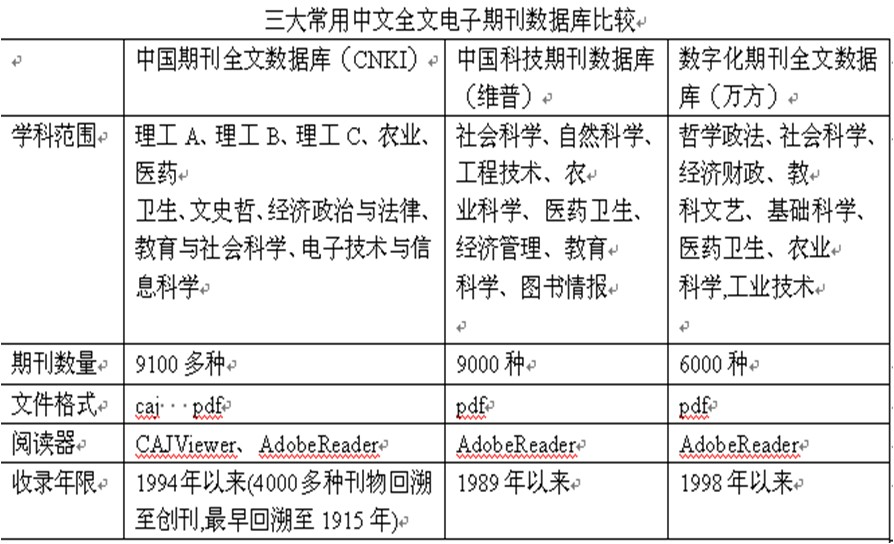 三大常用中文全文电子期刊数据库比较
中国期刊全文数据库（CNKI）
中国科技期刊数据库
（维普）
数字化期刊全文数据
库（万方）
学科范围
理工 A、理工 B、理工 C、农业、
医药
卫生、文史哲、经济政治与法律、
教育与社会科学、电子技术与信
息科学
社会科学、自然科学、
工程技术、农
业科学、医药卫生、
经济管理、教育
科学、图书情报
哲学政法、社会科学、
经济财政、教
科文艺、基础科学、
医药卫生、农业
科学,工业技术
期刊数量
9100 多种
9000 种
6000 种
文件格式
caj···pdf
pdf
pdf
阅读器
CAJViewer、AdobeReader
AdobeReader
AdobeReader
收录年限
1994年以来(4000多种刊物回溯
至创刊,最早回溯至 1915 年)
1989 年以来
1998 年以来